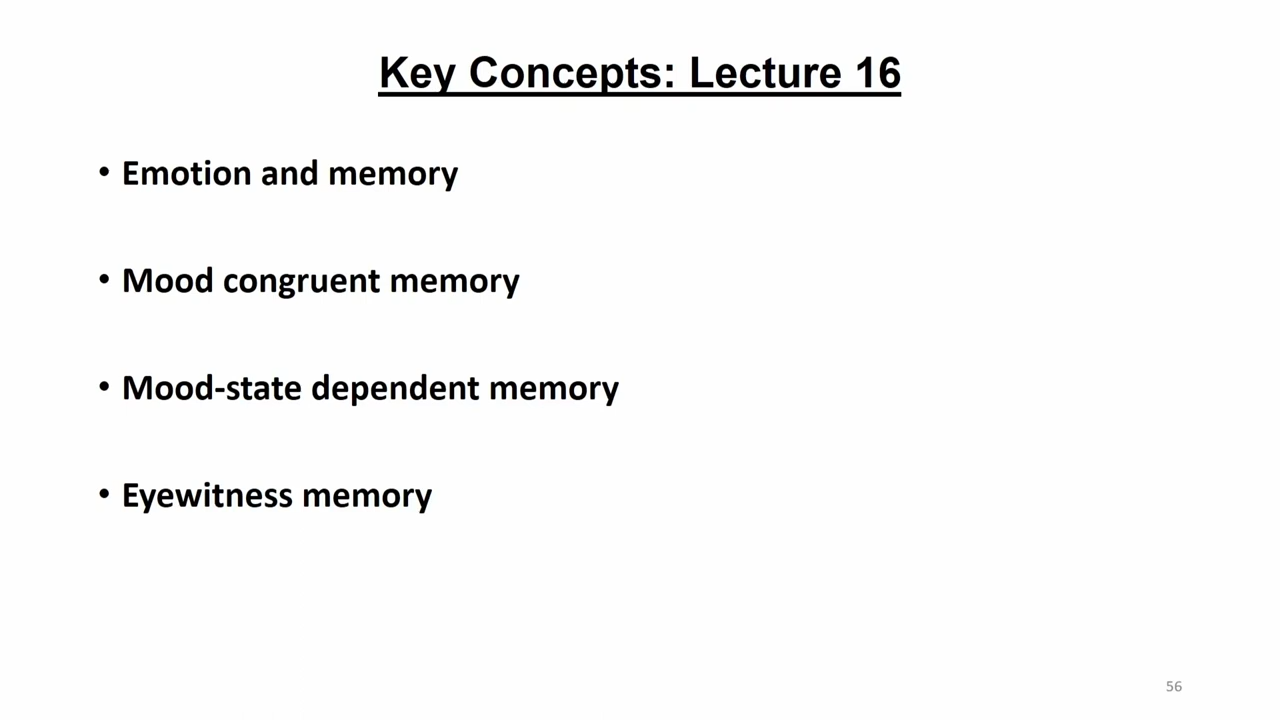 Key Concepts: Lecture 16
• Emotion and memory
• Mood congruent memory
• Mood-state dependent memory
• Eyewitness memory
56